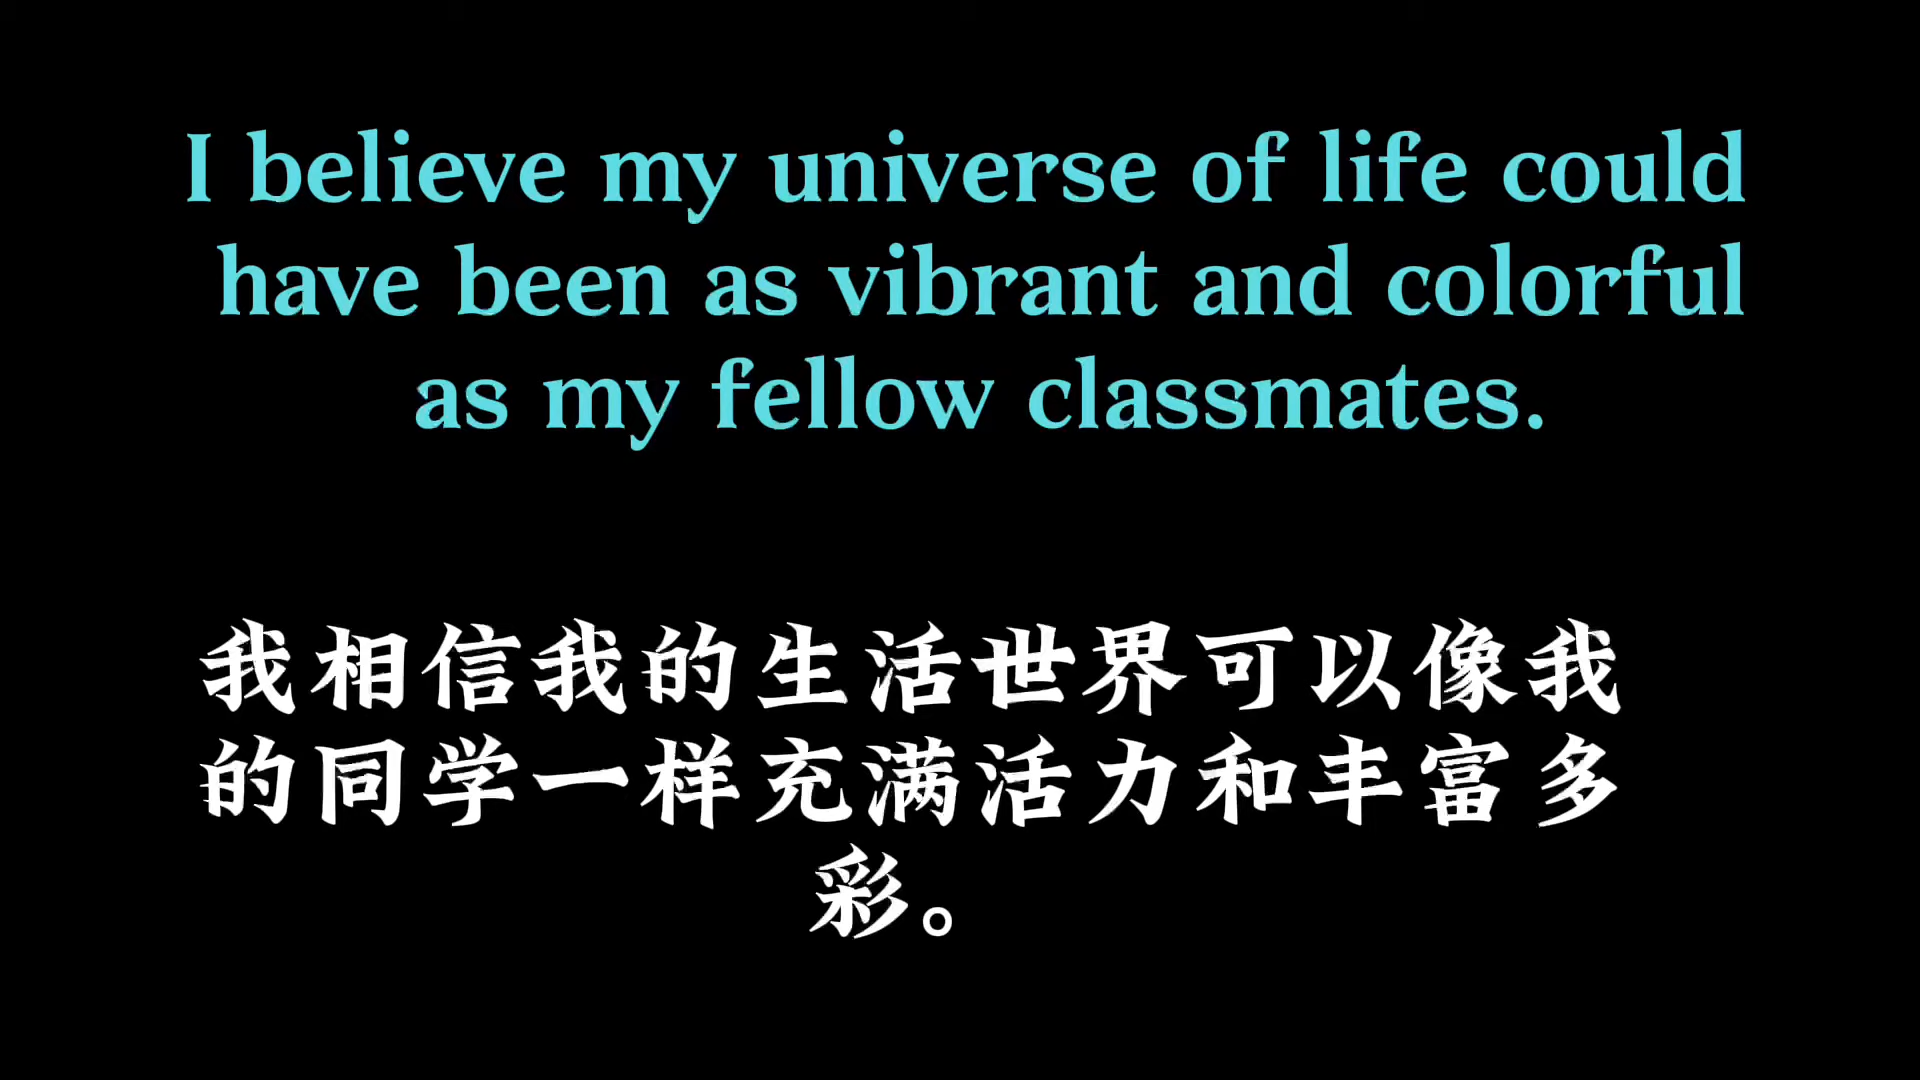 I believe my universe of life could
have been as vibrant and colorful
as my fellow classmates.
我相信我的生活世界可以像我
的同学一样充满活力和丰富多
彩。